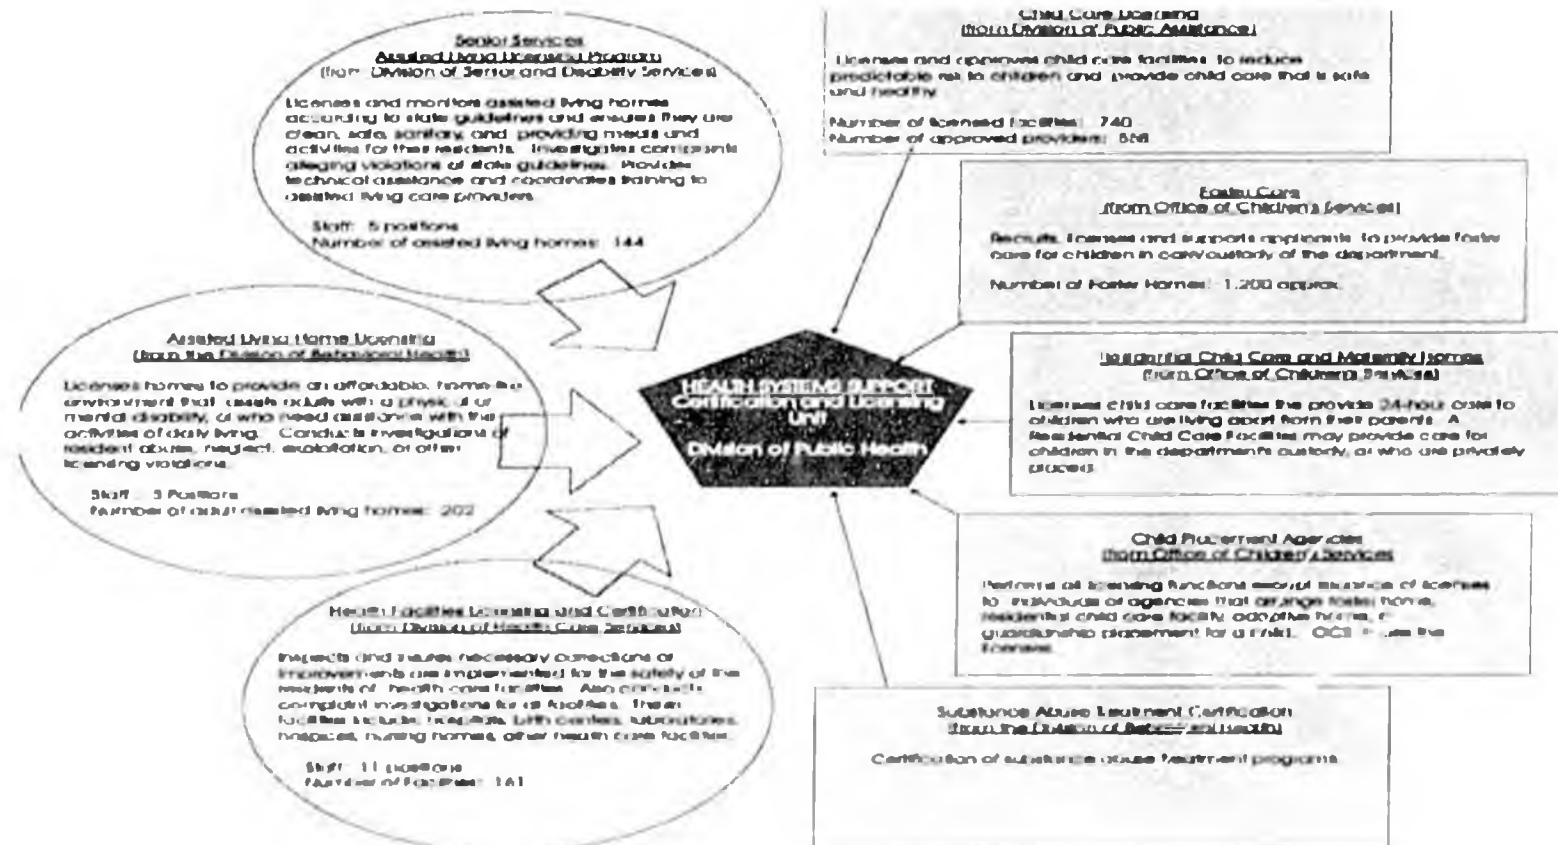 Senior Services
Assisted Living Licensing Program
(from Division of Senior and Disability Services)
Licenses and monitors assisted living homes
according to state guidelines and ensures they are
clean, safe, sanitary, and providing meals and
activities for their residents. Investigates complaints
alleging violations of state guidelines. Provides
technical assistance and coordinates training to
assisted living care providers.
Staff: 5 positions
Number of assisted living homes: 144
Assisted Living Home Licensing
(from the Division of Behavioral Health)
Licenses homes to provide an affordable, home-like
environment that assists adults with a physical or
mental disability, or who need assistance with the
activities of daily living. Conducts investigations of
resident abuse, neglect, exploitation, or other
licensing violations.
Staff: 3 Positions
Number of adult assisted living homes: 202
Health Facilities Licensing and Certification
(from Division of Health Care Services)
Inspects and insures necessary corrections or
improvements are implemented for the safety of the
residents of health care facilities. Also conducts
complaint investigations for all facilities. These
facilities include, hospitals, birth centers, laboratories,
hospices, nursing homes, other health care facilities.
Staff: 11 positions
Number of Facilities: 161
HEALTH SYSTEMS SUPPORT
Certification and Licensing
Unit
Division of Public Health
Child Care Licensing
(from Division of Public Assistance)
Licenses and approves child care facilities to reduce
predictable risk to children and provide child care that is safe
and healthy.
Number of licensed facilities: 740
Number of approved providers:
Foster Care
(from Office of Children's Services)
Recruits, licenses and supports applicants to provide foster
care for children in care/custody of the department.
Number of Foster Homes: 1,200 approx.
Residential Child Care and Maternity Homes
(from Office of Children's Services)
Licenses child care facilities the provide 24-hour care to
children who are living apart from their parents. A
Residential Child Care Facilities may provide care for
children in the department's custody, or who are privately
placed.
Child Placement Agencies
(from Office of Children's Services
Performs all licensing functions except issuance of licenses
to individuals or agencies that arrange foster home,
residential child care facility, adoptive home,
guardianship placement for a child. OCS the
licenses.
Substance Abuse Treatment Certification
(from the Division of Behavioral Health)
Certification of substance abuse treatment programs.